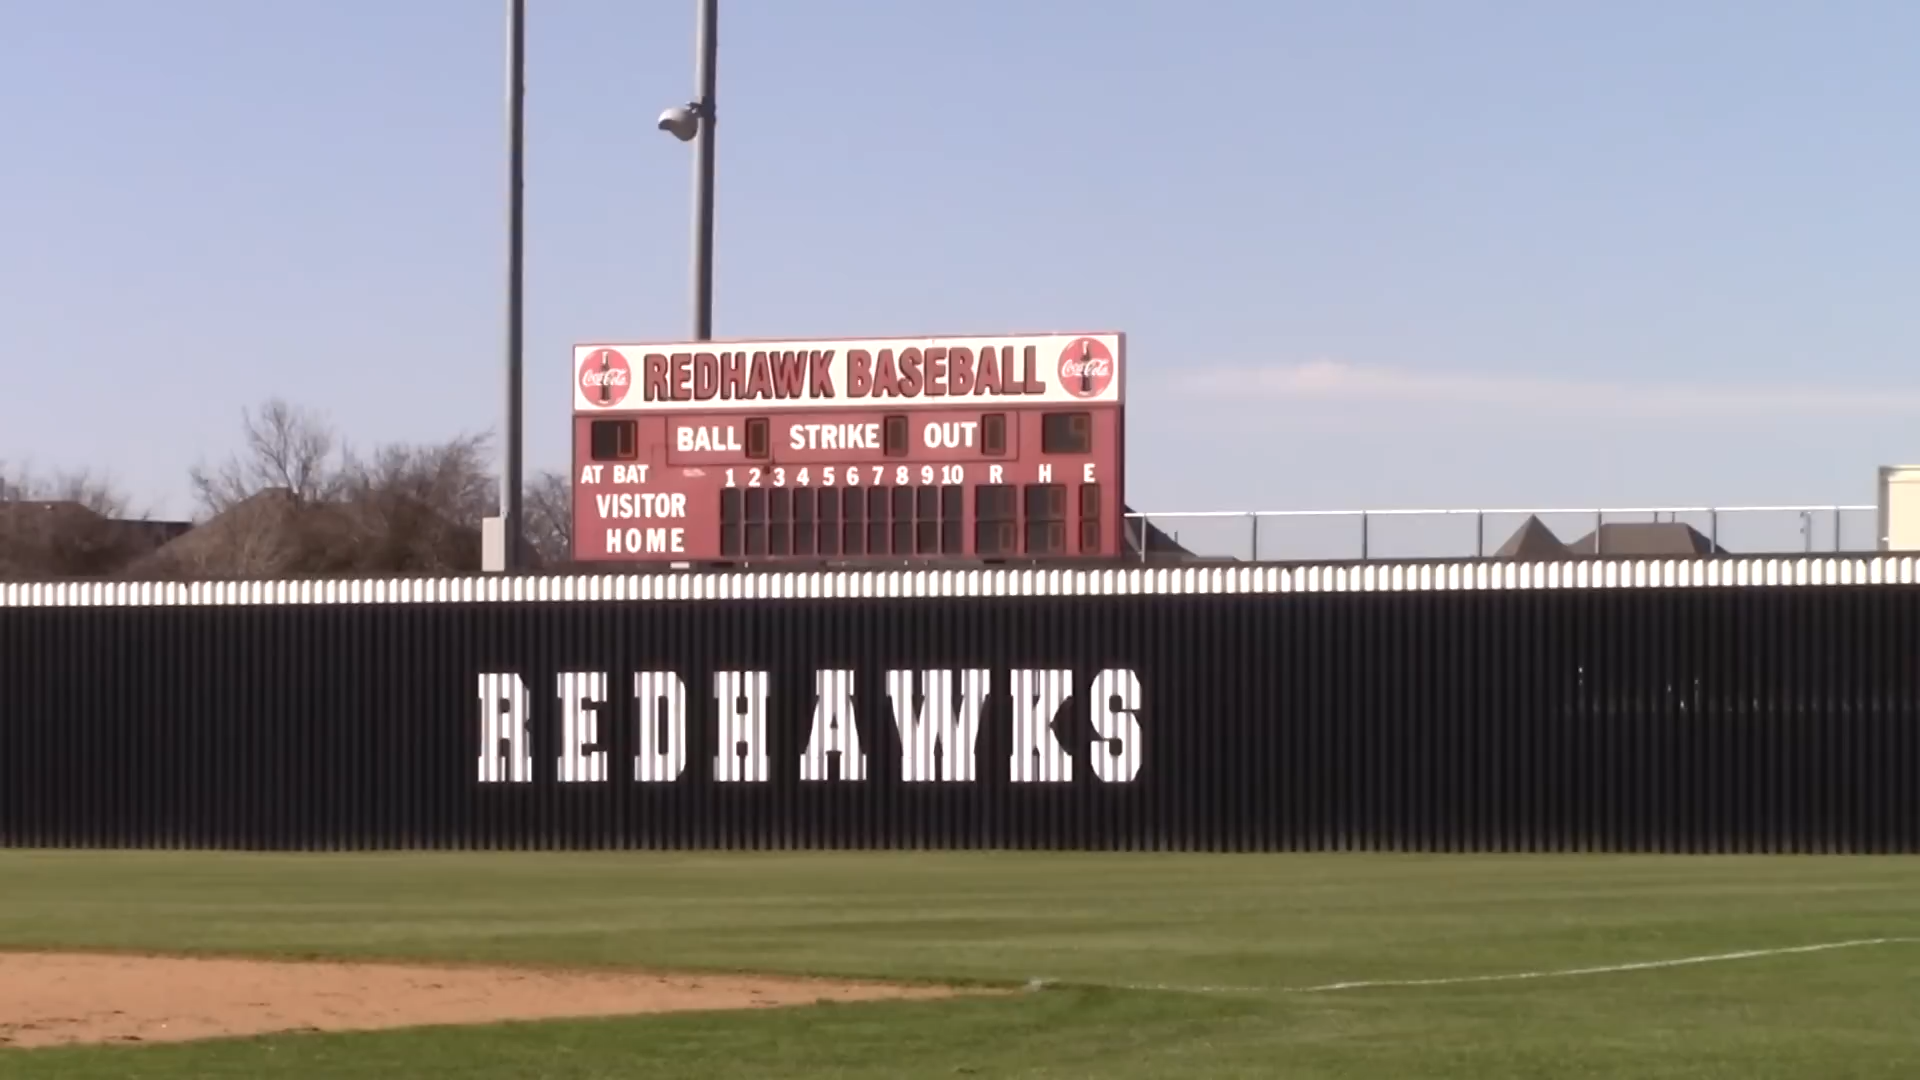 Coca-Cola REDHAWK BASEBALL Coca-Cola
BALL STRIKE OUT
AT BAT 1 2 3 4 5 6 7 8 9 10 R H E
VISITOR
HOME
REDHAWKS